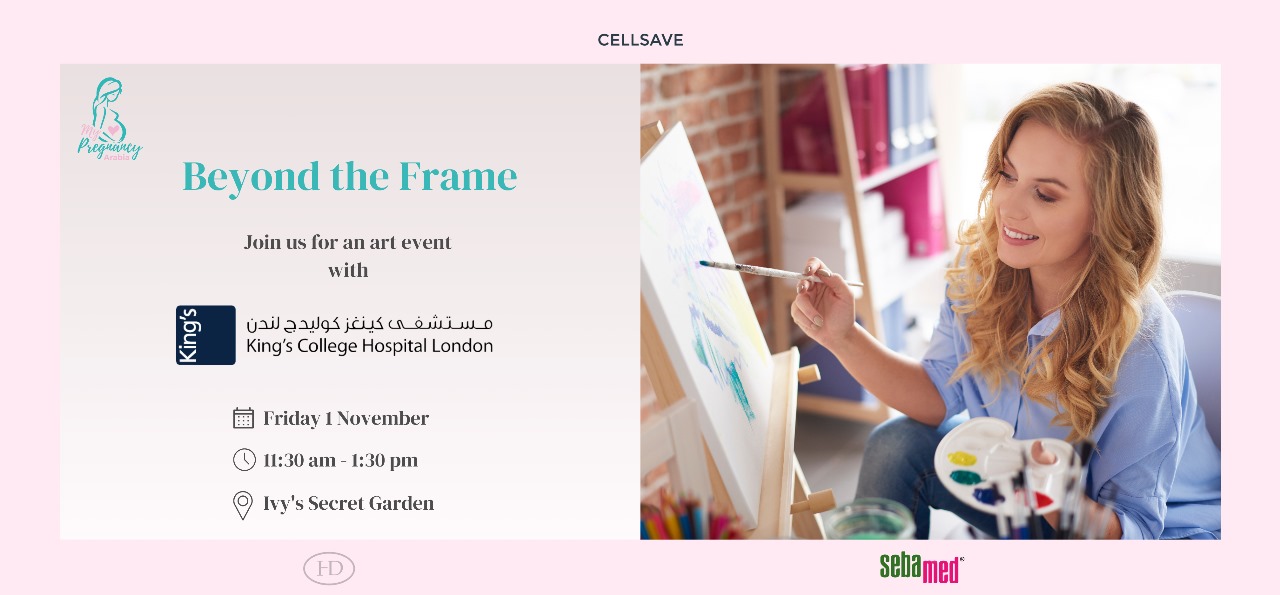 CELLSAVE
My
Pregnancy
Arabia
Beyond the Frame
Join us for an art event
with
King's
مستشفى كينغز كوليدج لندن
King's College Hospital London
Friday 1 November
11:30 am - 1:30 pm
Ivy's Secret Garden
HD
sebamed®